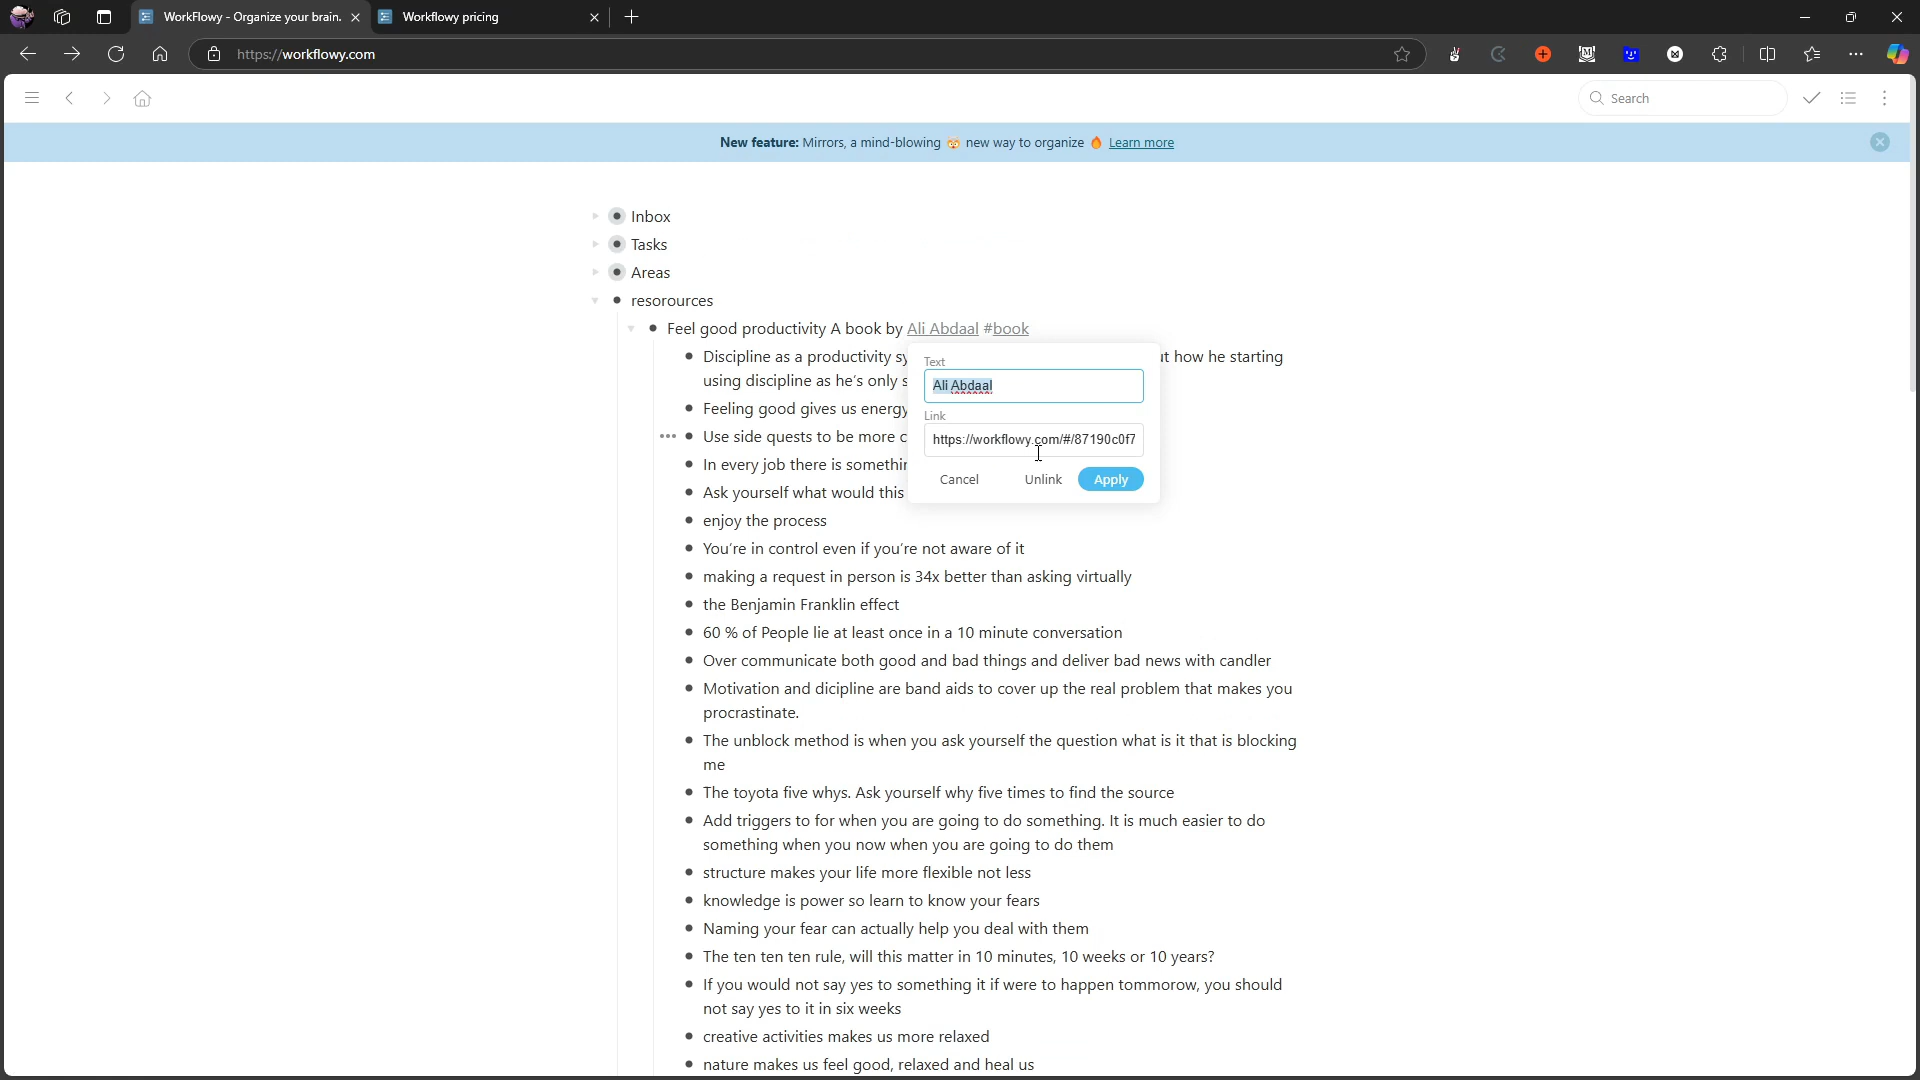 WorkFlowy - Organize your brain.
Workflowy pricing
https://workflowy.com
Search
New feature: Mirrors, a mind-blowing 🤯 new way to organize 🔥 Learn more
Inbox
Tasks
Areas
resorources
Feel good productivity A book by Ali Abdaal #book
Discipline as a productivity sy
t how he starting
using discipline as he's only s
Feeling good gives us energy
Use side quests to be more c
In every job there is somethin
Ask yourself what would this
Text
Ali Abdaal
Link
https://workflowy.com/#/87190c0f7
Cancel
Unlink
Apply
enjoy the process
You're in control even if you're not aware of it
making a request in person is 34x better than asking virtually
the Benjamin Franklin effect
60 % of People lie at least once in a 10 minute conversation
Over communicate both good and bad things and deliver bad news with candler
Motivation and dicipline are band aids to cover up the real problem that makes you
procrastinate.
The unblock method is when you ask yourself the question what is it that is blocking
me
The toyota five whys. Ask yourself why five times to find the source
Add triggers to for when you are going to do something. It is much easier to do
something when you now when you are going to do them
structure makes your life more flexible not less
knowledge is power so learn to know your fears
Naming your fear can actually help you deal with them
The ten ten ten rule, will this matter in 10 minutes, 10 weeks or 10 years?
If you would not say yes to something it if were to happen tommorow, you should
not say yes to it in six weeks
creative activities makes us more relaxed
nature makes us feel good, relaxed and heal us